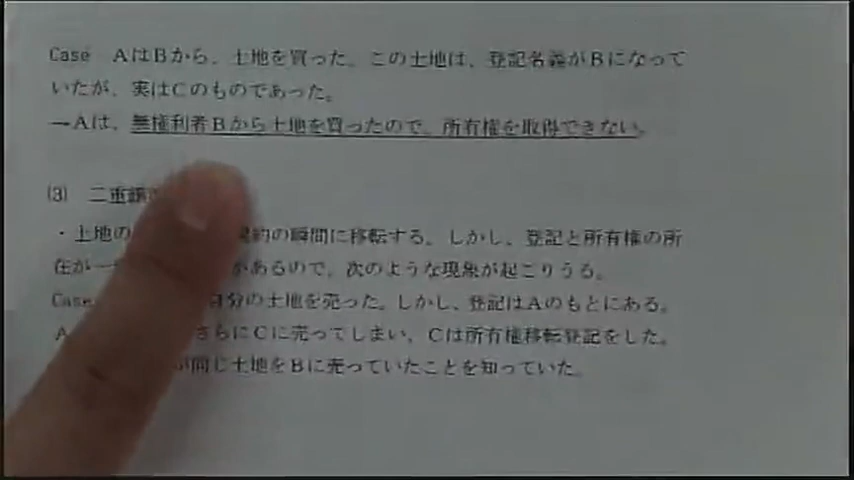 Case AはBから、土地を買った。この土地は、登記名義がBになって
いたが、実はCのものであった。
→Aは、無権利者Bから土地を買ったので、所有権を取得できない。
(3) 二重譲
・土地の 契約の瞬間に移転する。しかし、登記と所有権の所
在が があるので、次のような現象が起こりうる。
Case 自分の土地を売った。しかし、登記はAのもとにある。
A さらにCに売ってしまい、Cは所有権移転登記をした。
が同じ土地をBに売っていたことを知っていた。